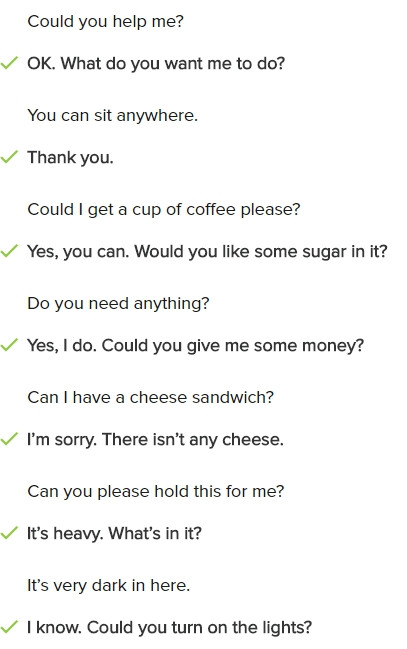 Could you help me?
OK. What do you want me to do?
You can sit anywhere.
Thank you.
Could I get a cup of coffee please?
Yes, you can. Would you like some sugar in it?
Do you need anything?
Yes, I do. Could you give me some money?
Can I have a cheese sandwich?
I'm sorry. There isn't any cheese.
Can you please hold this for me?
It's heavy. What's in it?
It's very dark in here.
I know. Could you turn on the lights?